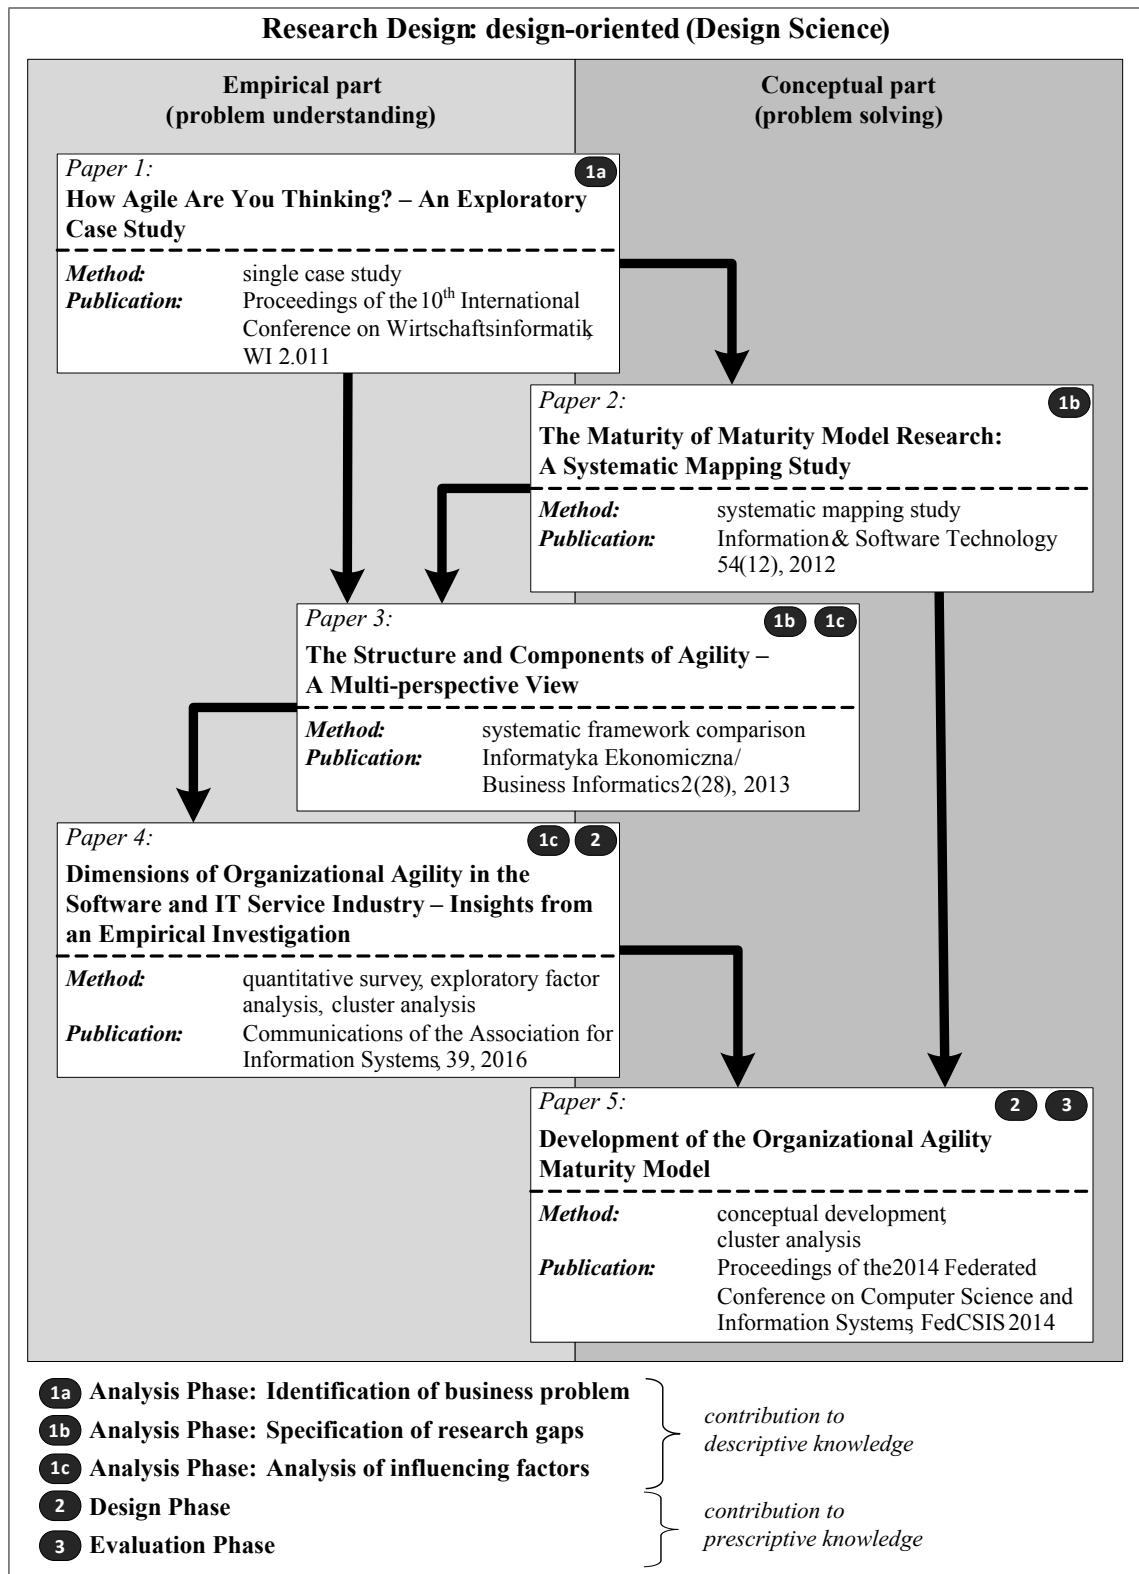 Research Design: design-oriented (Design Science)
Empirical part
(problem understanding)
Conceptual part
(problem solving)
Paper 1:
1a
How Agile Are You Thinking? – An Exploratory
Case Study
Method: single case study
Publication: Proceedings of the 10th International
Conference on Wirtschaftsinformatik,
WI 2.011
Paper 2:
1b
The Maturity of Maturity Model Research:
A Systematic Mapping Study
Method: systematic mapping study
Publication: Information & Software Technology
54(12), 2012
Paper 3:
1b 1c
The Structure and Components of Agility –
A Multi-perspective View
Method: systematic framework comparison
Publication: Informatyka Ekonomiczna/
Business Informatics 2(28), 2013
Paper 4:
1c 2
Dimensions of Organizational Agility in the
Software and IT Service Industry – Insights from
an Empirical Investigation
Method: quantitative survey, exploratory factor
analysis, cluster analysis
Publication: Communications of the Association for
Information Systems, 39, 2016
Paper 5:
2 3
Development of the Organizational Agility
Maturity Model
Method: conceptual development,
cluster analysis
Publication: Proceedings of the 2014 Federated
Conference on Computer Science and
Information Systems, FedCSIS 2014
1a Analysis Phase: Identification of business problem
1b Analysis Phase: Specification of research gaps
1c Analysis Phase: Analysis of influencing factors
contribution to
descriptive knowledge
2 Design Phase
3 Evaluation Phase
contribution to
prescriptive knowledge